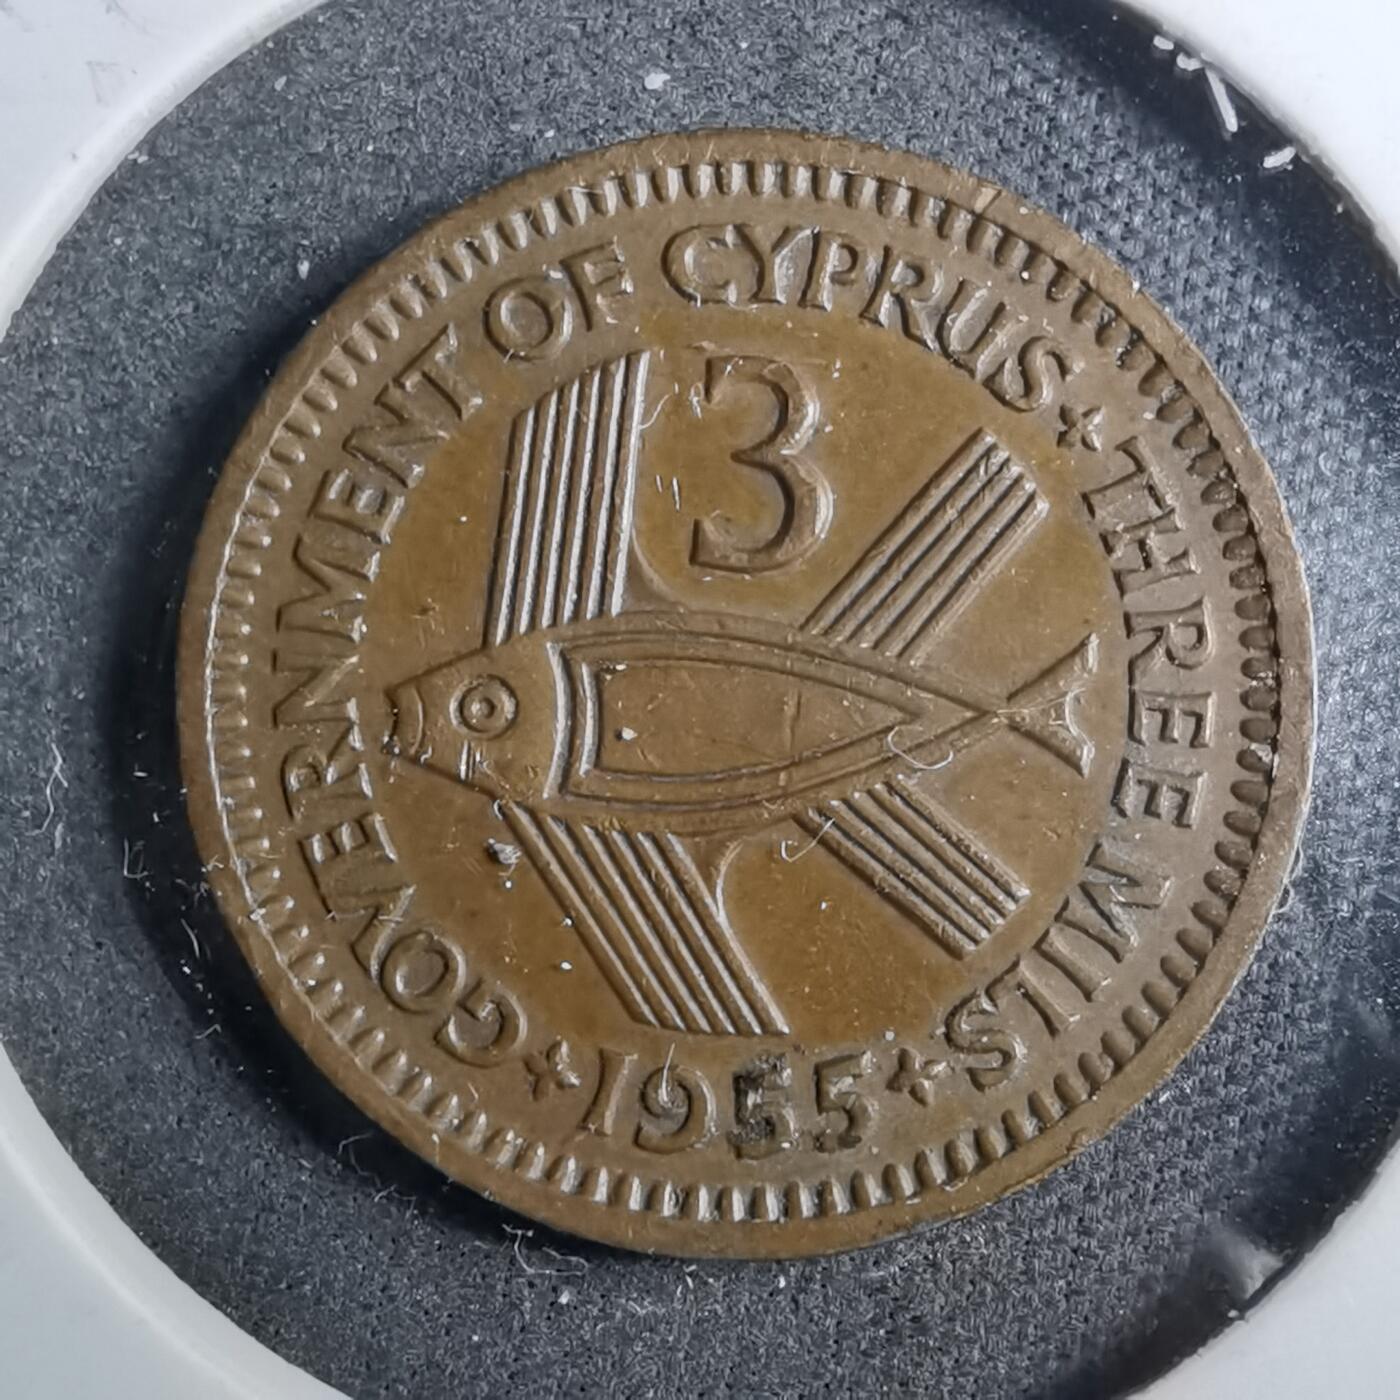 GOVERNMENT OF CYPRUS
THREE MILS
1955
3